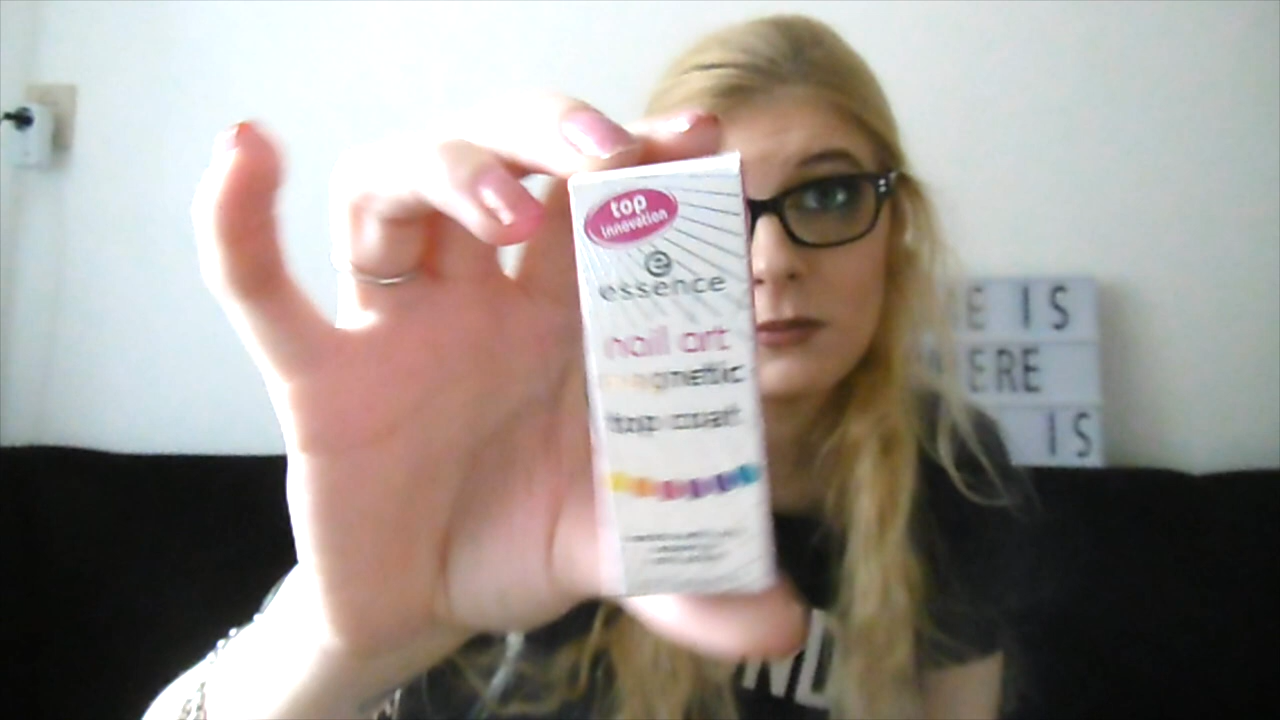 top
innovation
essence
nail art
magnetic
top coat
E IS
ERE
IS